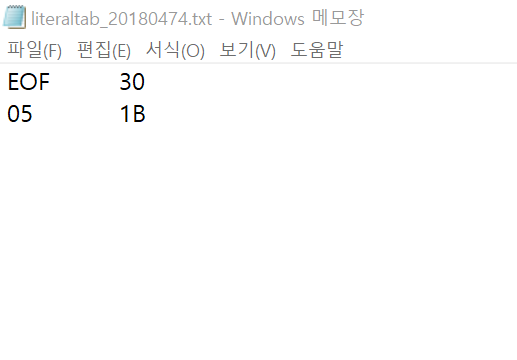 literaltab_20180474.txt - Windows 메모장
파일(F) 편집(E) 서식(O) 보기(V) 도움말
EOF 30
05 1B